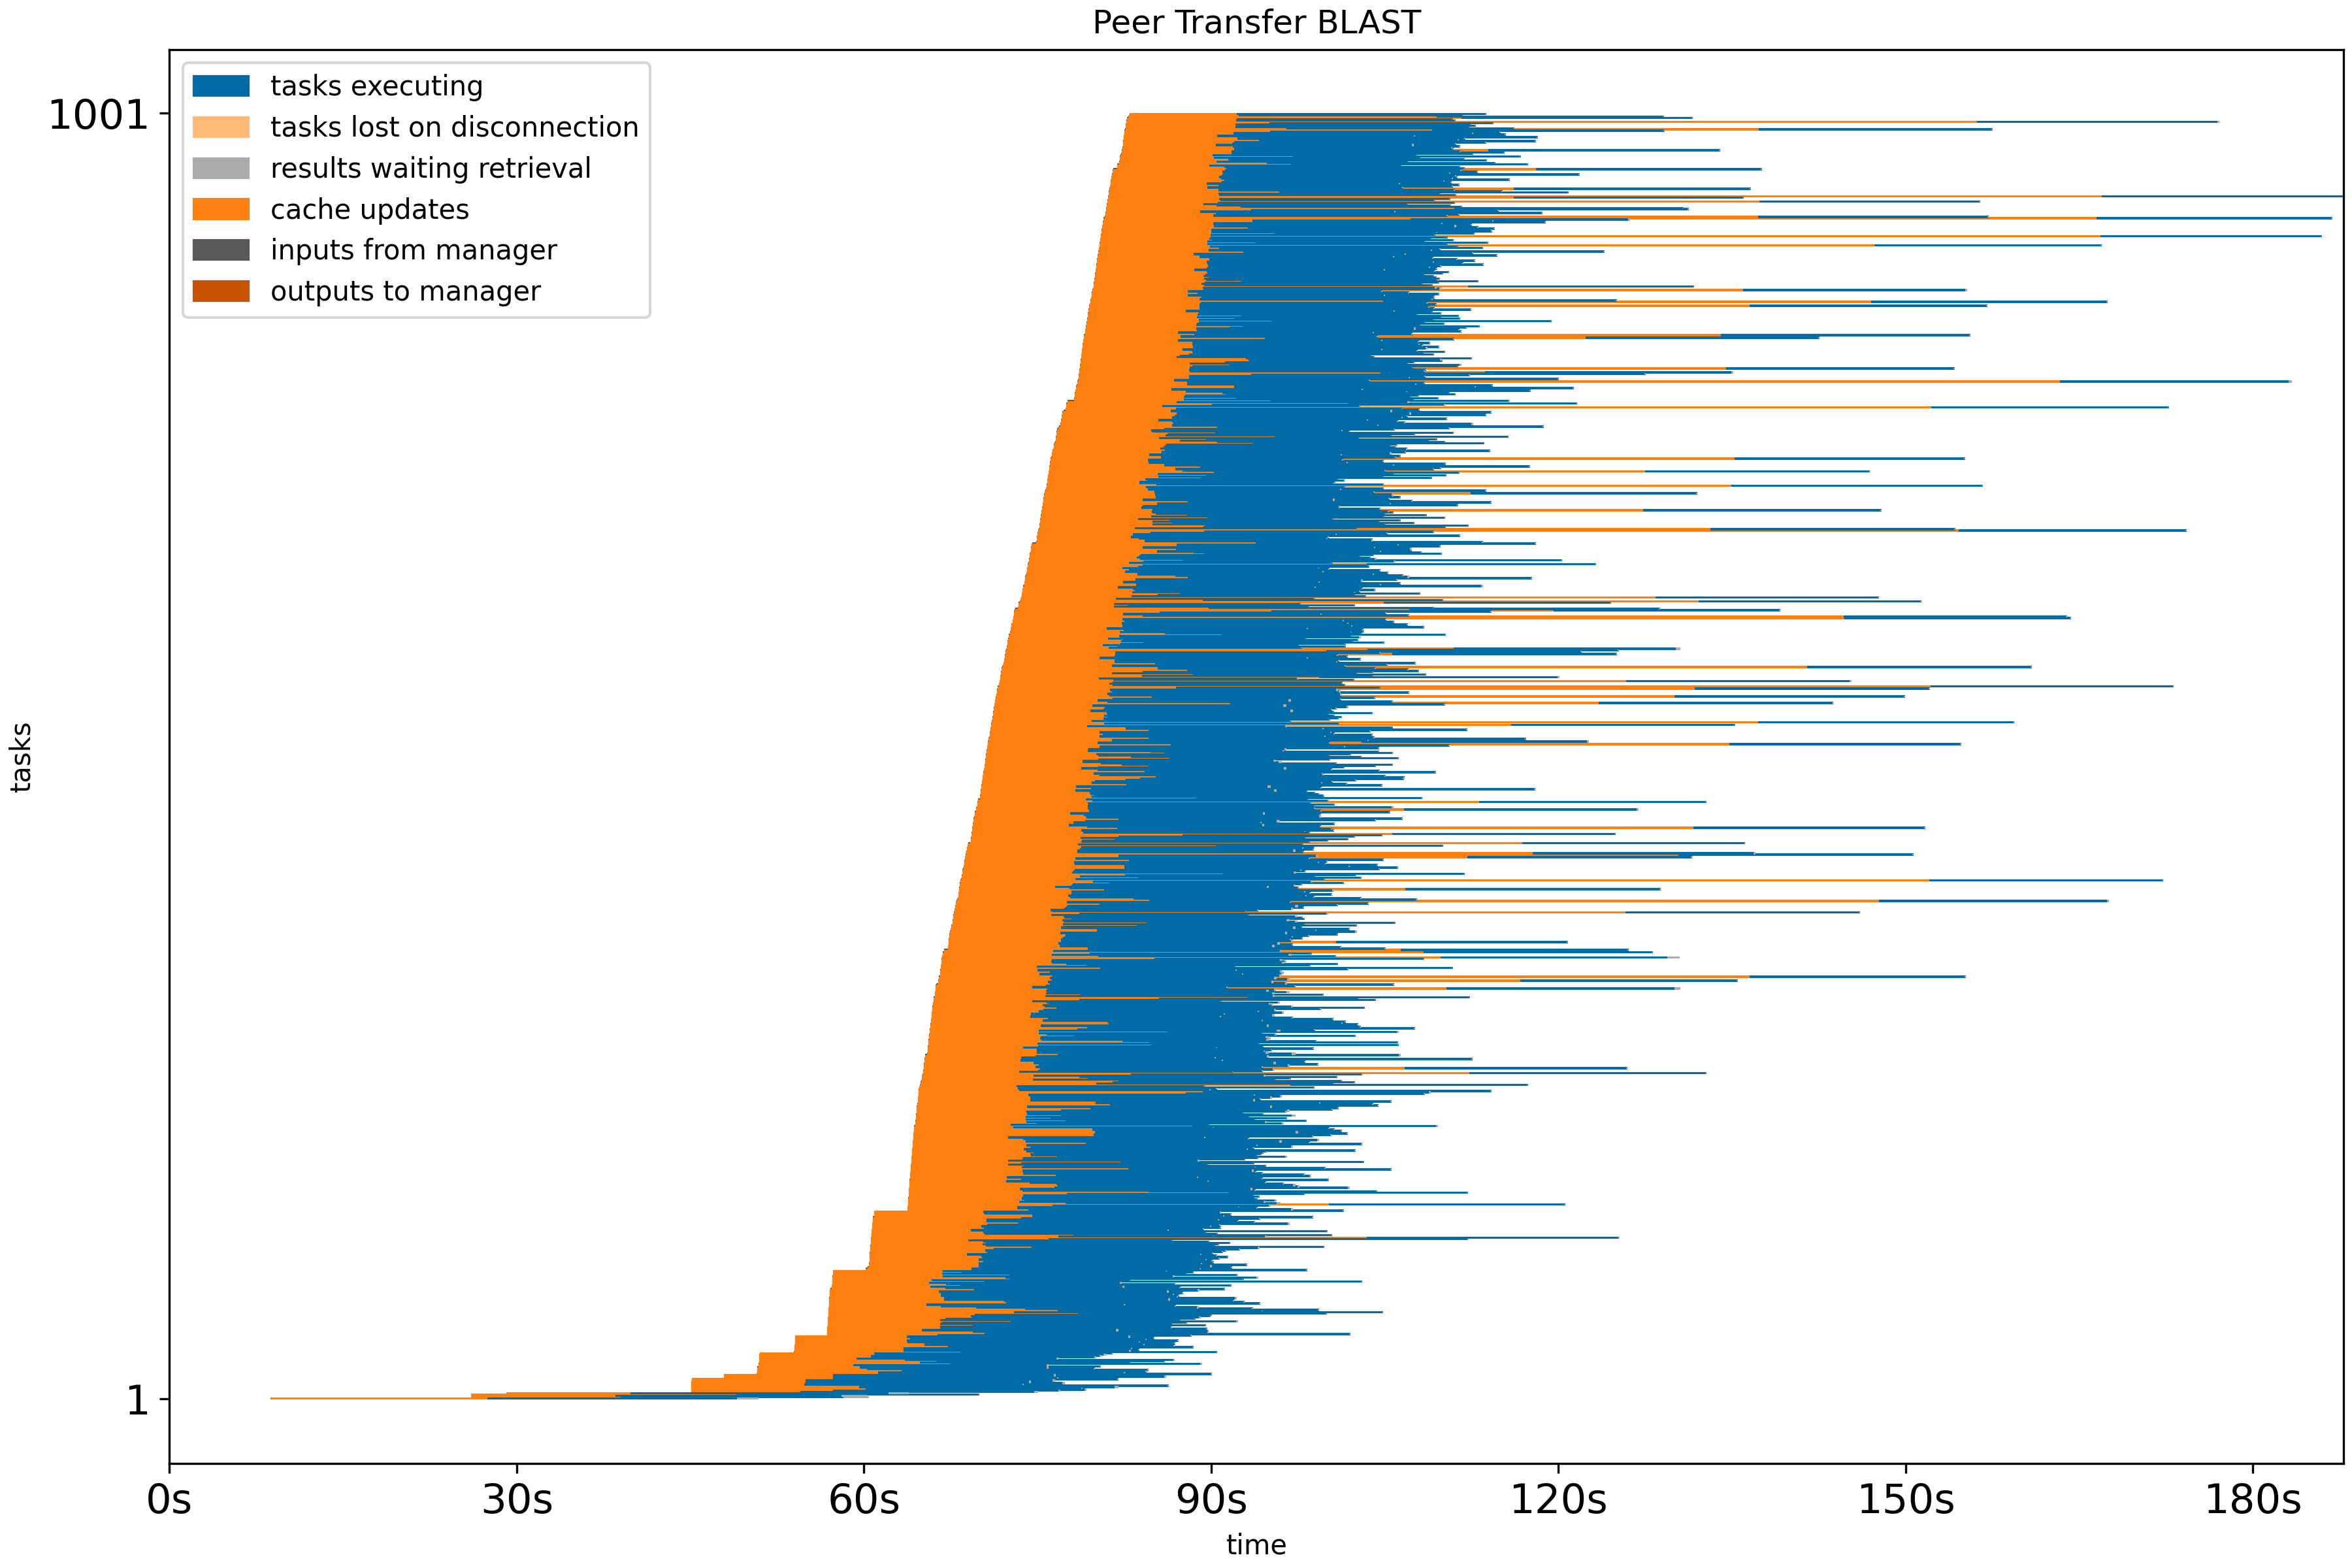 Peer Transfer BLAST
tasks executing
tasks lost on disconnection
results waiting retrieval
cache updates
inputs from manager
outputs to manager
1001
1
tasks
0s 30s 60s 90s 120s 150s 180s
time